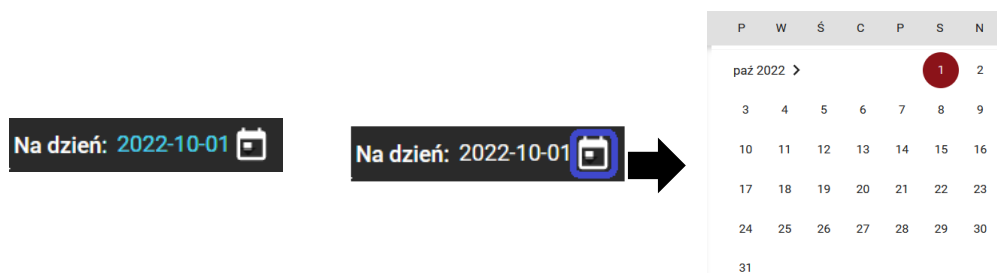 Na dzień: 2022-10-01
Na dzień: 2022-10-01
P W Ś C P S N
paź 2022 1 2
3 4 5 6 7 8 9
10 11 12 13 14 15 16
17 18 19 20 21 22 23
24 25 26 27 28 29 30
31